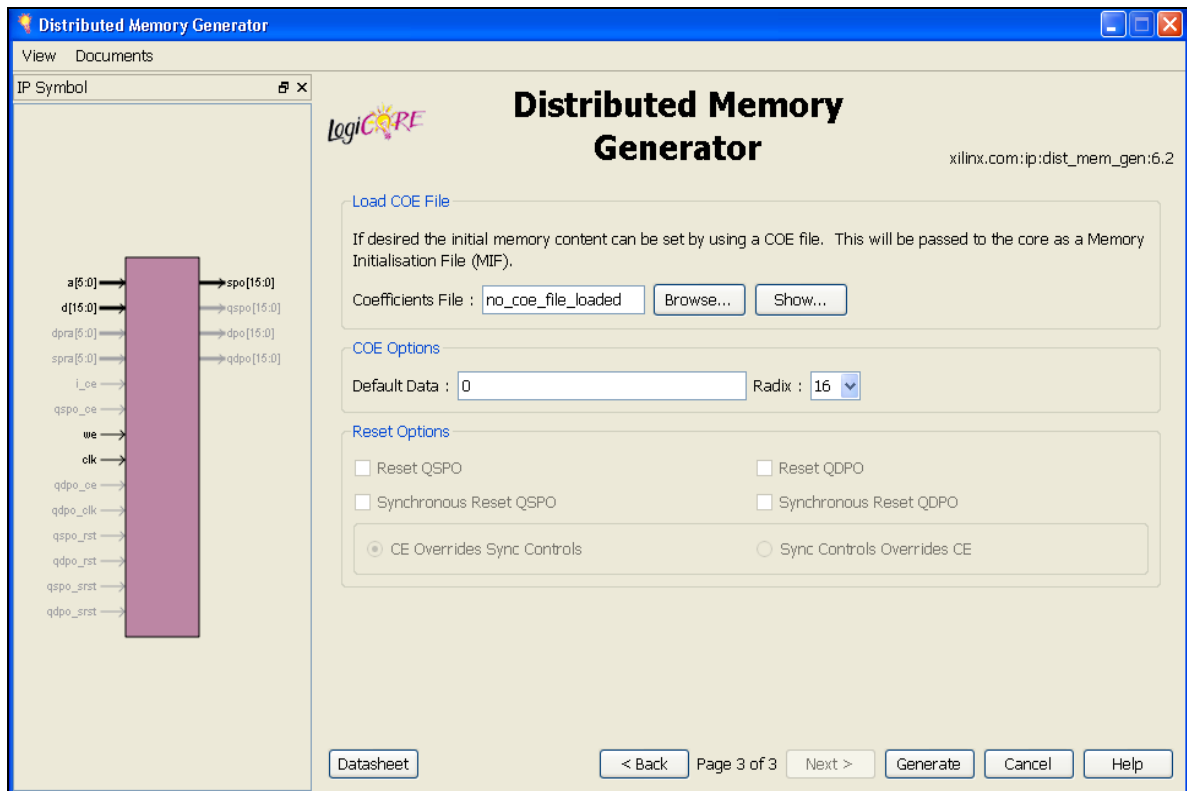 Distributed Memory Generator
View Documents
IP Symbol
a[5:0]
d[15:0]
dpra[5:0]
spra[5:0]
i_ce
qspo_ce
we
clk
qdpo_ce
qdpo_clk
qspo_rst
qdpo_rst
qspo_srst
qdpo_srst
spo[15:0]
qspo[15:0]
dpo[15:0]
qdpo[15:0]
logiCORE
Distributed Memory
Generator
xilinx.com:ip:dist_mem_gen:6.2
Load COE File
If desired the initial memory content can be set by using a COE file. This will be passed to the core as a Memory
Initialisation File (MIF).
Coefficients File : no_coe_file_loaded Browse... Show...
COE Options
Default Data : 0 Radix : 16
Reset Options
Reset QSPO Reset QDPO
Synchronous Reset QSPO Synchronous Reset QDPO
CE Overrides Sync Controls Sync Controls Overrides CE
Datasheet < Back Page 3 of 3 Next > Generate Cancel Help